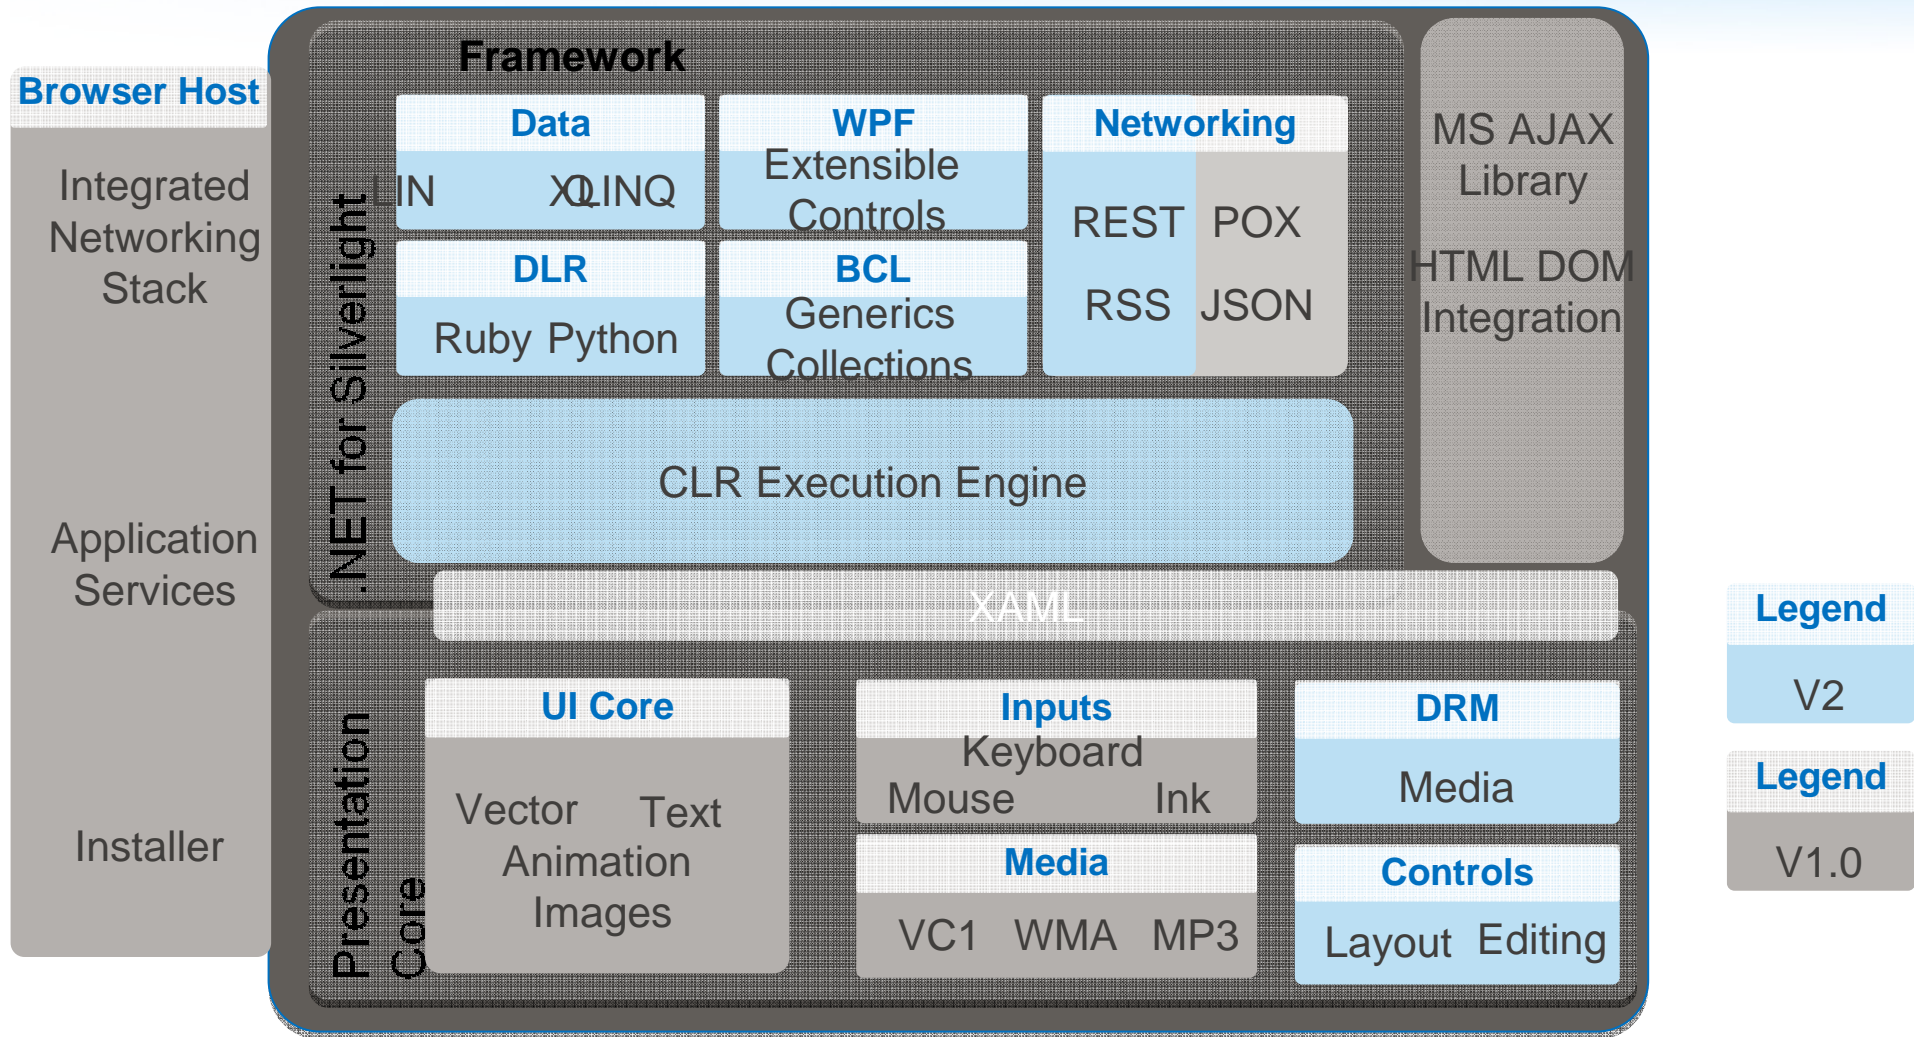 Framework
Browser Host
Integrated
Networking
Stack
Application
Services
Installer
.NET for Silverlight
Data
LIN
Q
XLINQ
WPF
Extensible
Controls
Networking
REST
POX
RSS
JSON
DLR
Ruby Python
BCL
Generics
Collections
CLR Execution Engine
MS AJAX
Library
HTML DOM
Integration
XAML
Presentation
Core
UI Core
Vector
Text
Animation
Images
Inputs
Keyboard
Mouse
Ink
Media
VC1
WMA
MP3
DRM
Media
Controls
Layout
Editing
Legend
V2
Legend
V1.0